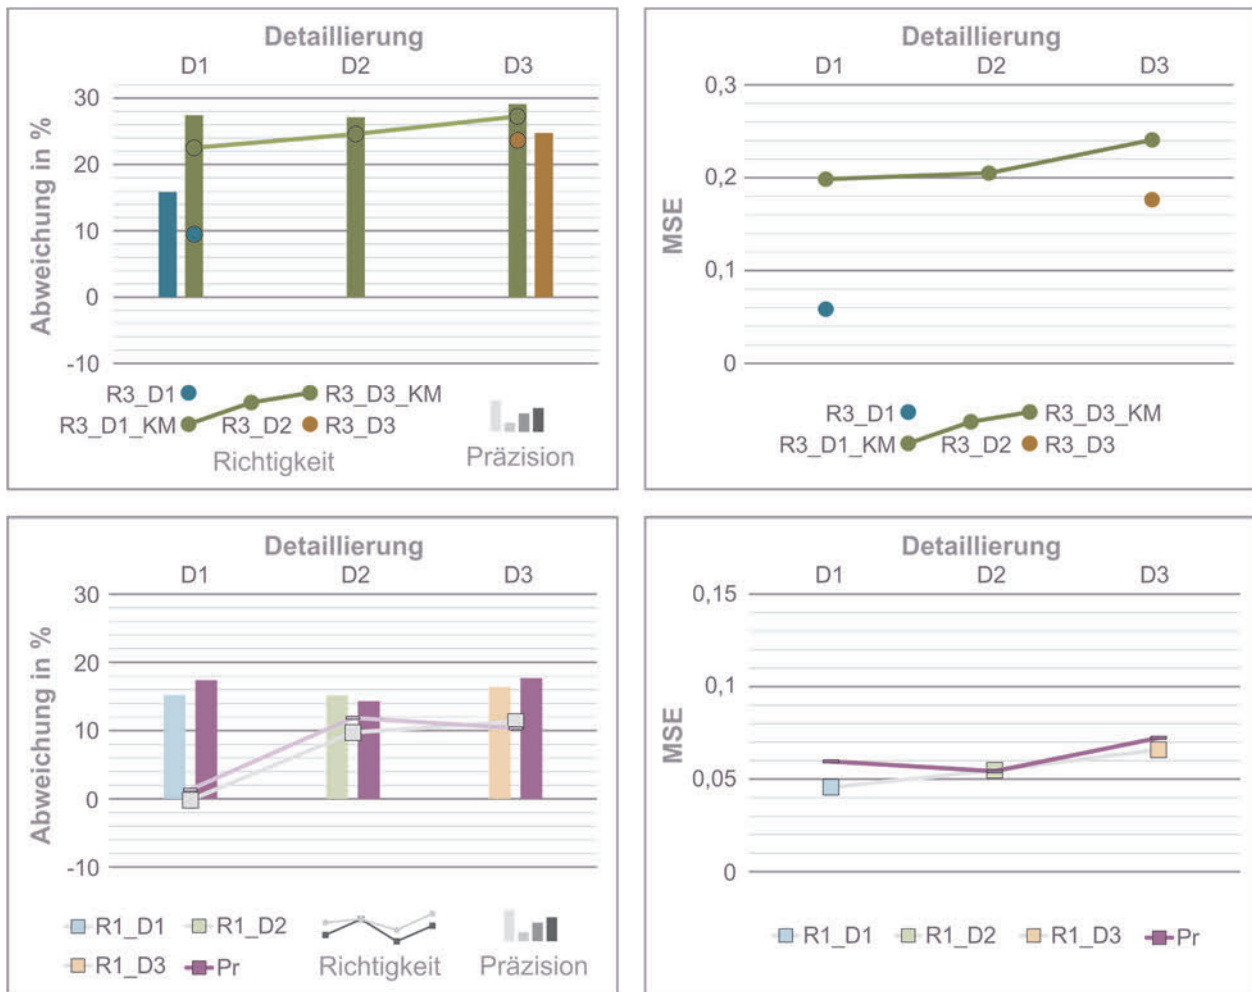 Detaillierung
D1 D2 D3
Abweichung in %
30
20
10
0
-10
R3_D1 R3_D3_KM
R3_D1_KM R3_D2 R3_D3
Richtigkeit Präzision
Detaillierung
D1 D2 D3
MSE
0,3
0,2
0,1
0
R3_D1 R3_D3_KM
R3_D1_KM R3_D2 R3_D3
Detaillierung
D1 D2 D3
Abweichung in %
30
20
10
0
-10
R1_D1 R1_D2
R1_D3 Pr Richtigkeit Präzision
Detaillierung
D1 D2 D3
MSE
0,15
0,1
0,05
0
R1_D1 R1_D2 R1_D3 Pr